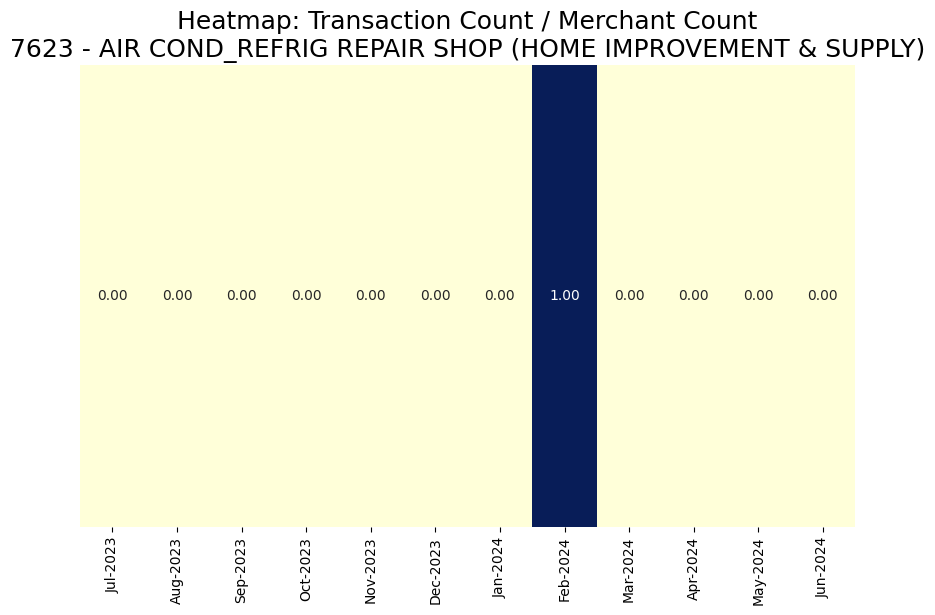 Heatmap: Transaction Count / Merchant Count
7623 - AIR COND_REFRIG REPAIR SHOP (HOME IMPROVEMENT & SUPPLY)
0.00 0.00 0.00 0.00 0.00 0.00 0.00 1.00 0.00 0.00 0.00 0.00
Jul-2023 Aug-2023 Sep-2023 Oct-2023 Nov-2023 Dec-2023 Jan-2024 Feb-2024 Mar-2024 Apr-2024 May-2024 Jun-2024